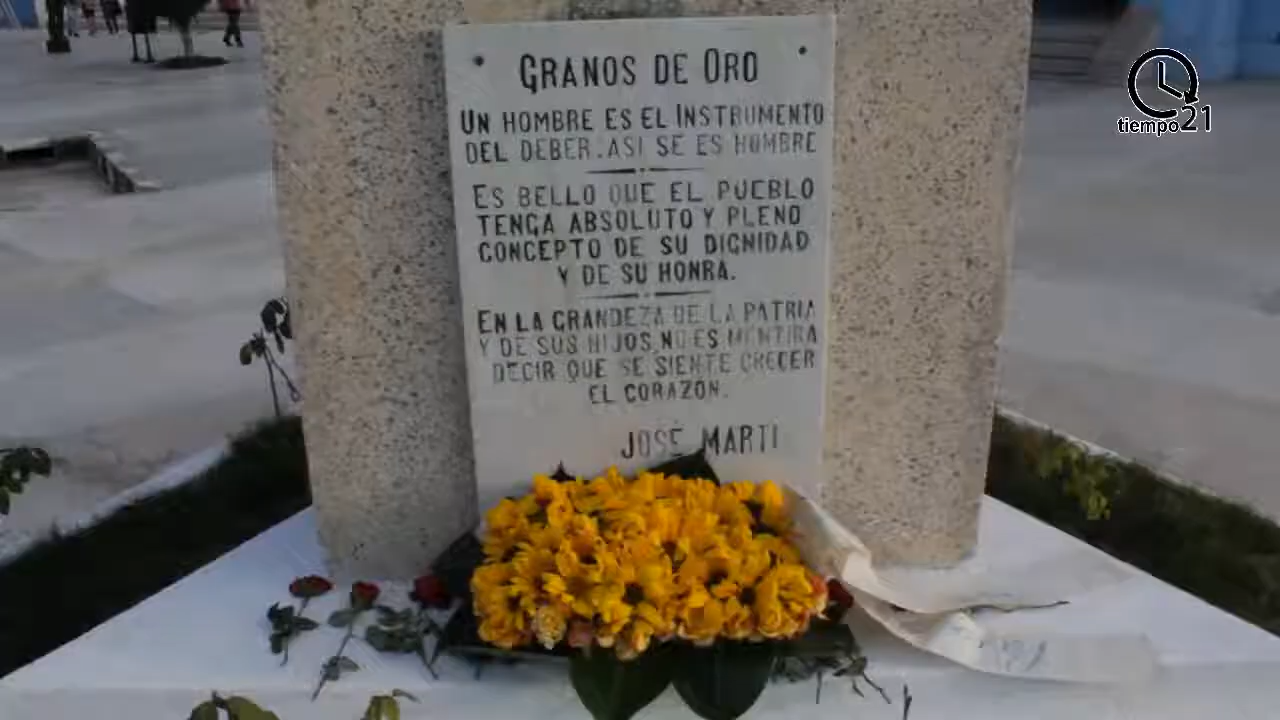 GRANOS DE ORO
UN HOMBRE ES EL INSTRUMENTO
DEL DEBER. ASI SE ES HOMBRE
ES BELLO QUE EL PUEBLO
TENGA ABSOLUTO Y PLENO
CONCEPTO DE SU DIGNIDAD
Y DE SU HONRA.
EN LA GRANDEZA DE LA PATRIA
Y DE SUS HIJOS, NO ES MENTIRA
DECIR QUE SE SIENTE CRECER
EL CORAZÓN.
JOSE MARTI
tiempo21